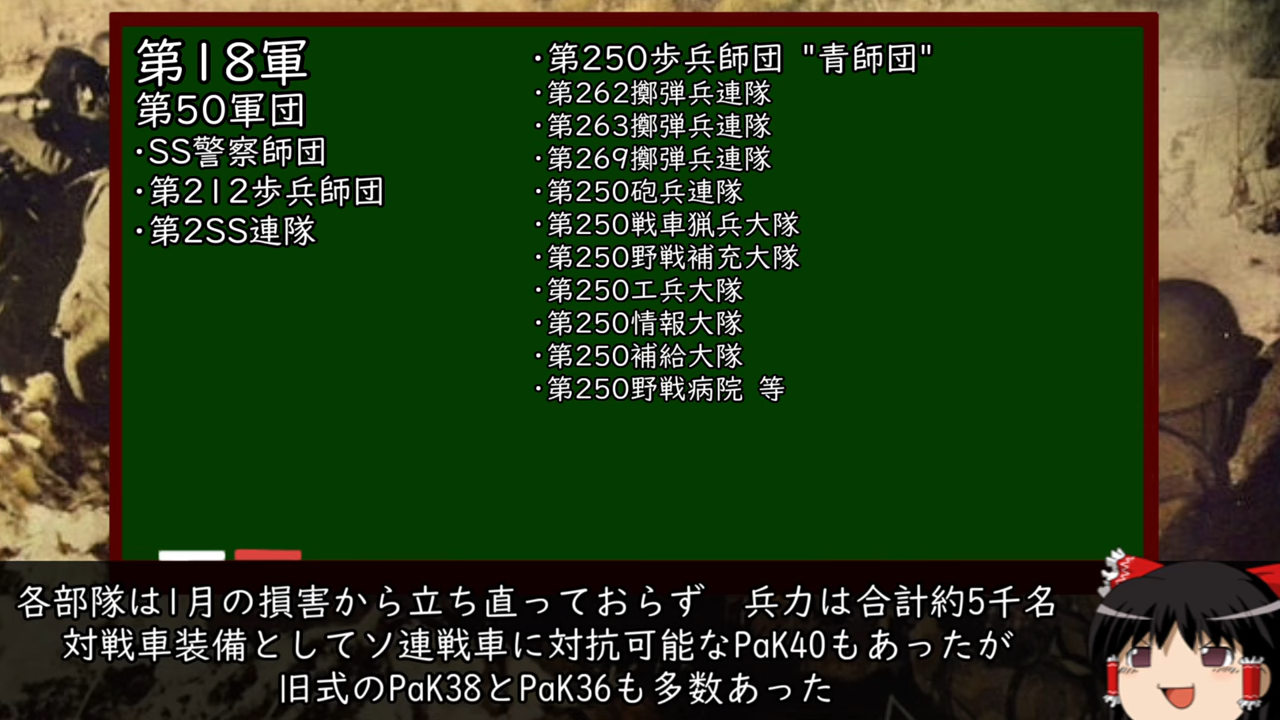 第18軍
第50軍団
・SS警察師団
・第212歩兵師団
・第2SS連隊
・第250歩兵師団 "青師団"
・第262擲弾兵連隊
・第263擲弾兵連隊
・第269擲弾兵連隊
・第250砲兵連隊
・第250戦車猟兵大隊
・第250野戦補充大隊
・第250工兵大隊
・第250情報大隊
・第250補給大隊
・第250野戦病院 等
各部隊は1月の損害から立ち直っておらず 兵力は合計約5千名
対戦車装備としてソ連戦車に対抗可能なPaK40もあったが
旧式のPaK38とPaK36も多数あった